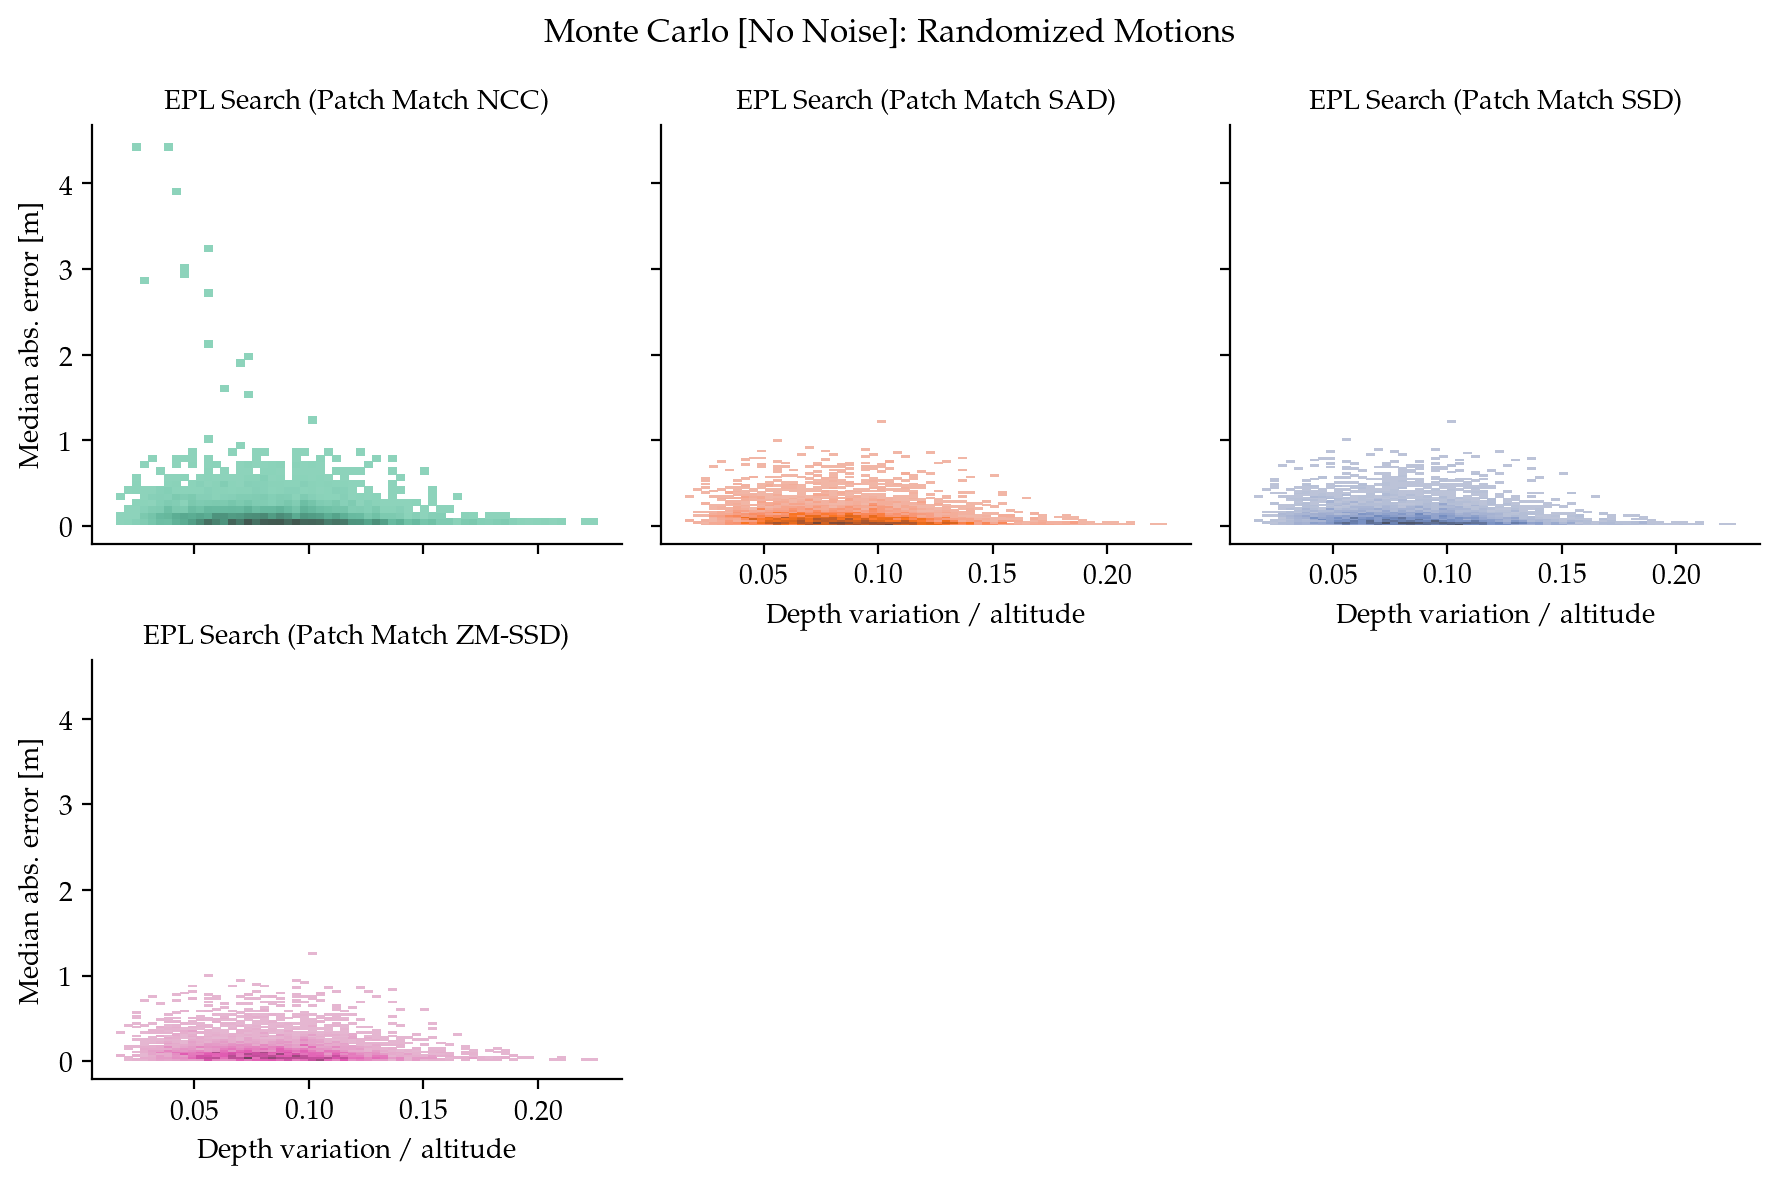 Monte Carlo [No Noise]: Randomized Motions
EPL Search (Patch Match NCC)
Median abs. error [m]
4
3
2
1
0
EPL Search (Patch Match SAD)
0.05 0.10 0.15 0.20
Depth variation / altitude
EPL Search (Patch Match SSD)
0.05 0.10 0.15 0.20
Depth variation / altitude
EPL Search (Patch Match ZM-SSD)
Median abs. error [m]
4
3
2
1
0
0.05 0.10 0.15 0.20
Depth variation / altitude